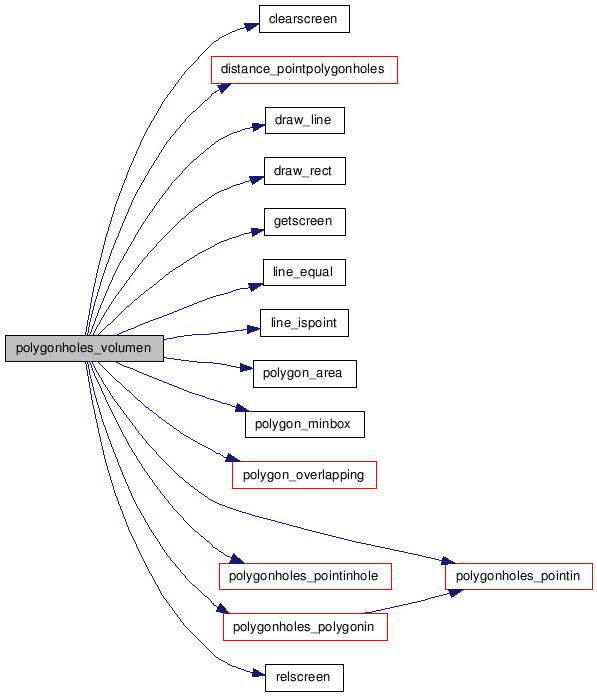 clearscreen
distance_pointpolygonholes
draw_line
draw_rect
getscreen
line_equal
line_ispoint
polygonholes_volumen
polygon_area
polygon_minbox
polygon_overlapping
polygonholes_pointinhole
polygonholes_pointin
polygonholes_polygonin
relscreen